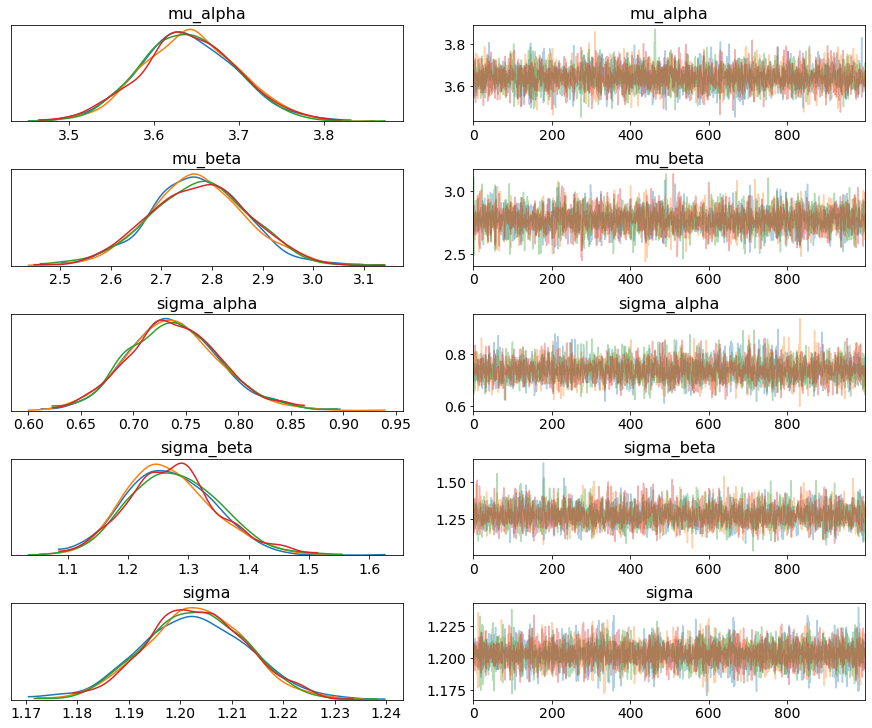 mu_alpha mu_alpha
3.8
3.6
3.5 3.6 3.7 3.8 0 200 400 600 800
mu_beta mu_beta
3.0
2.5
2.5 2.6 2.7 2.8 2.9 3.0 3.1 0 200 400 600 800
sigma_alpha sigma_alpha
0.8
0.6
0.60 0.65 0.70 0.75 0.80 0.85 0.90 0.95 0 200 400 600 800
sigma_beta sigma_beta
1.50
1.25
1.1 1.2 1.3 1.4 1.5 1.6 0 200 400 600 800
sigma sigma
1.225
1.200
1.175
1.17 1.18 1.19 1.20 1.21 1.22 1.23 1.24 0 200 400 600 800